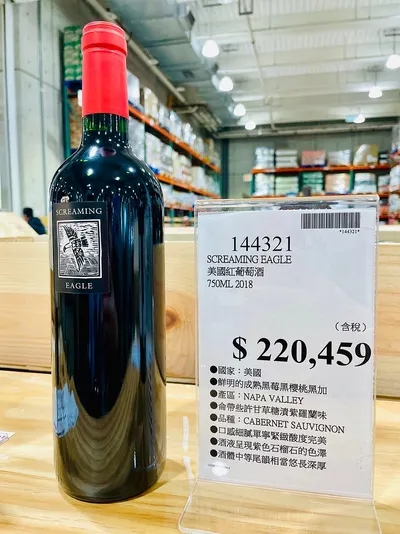 SCREAMING
EAGLE
*144321*
144321
SCREAMING EAGLE
美國紅葡萄酒
750ML 2018
(含稅)
$ 220,459
●國家:美國
●鮮明的成熟黑莓黑櫻桃黑加
●產區:NAPA VALLEY
●侖帶些許甘草糖漬紫羅蘭味
●品種:CABERNET SAUVIGNON
●口感細膩單寧緊緻酸度完美
●酒液呈現紫色石榴石的色澤
●酒體中等尾韻相當悠長深厚